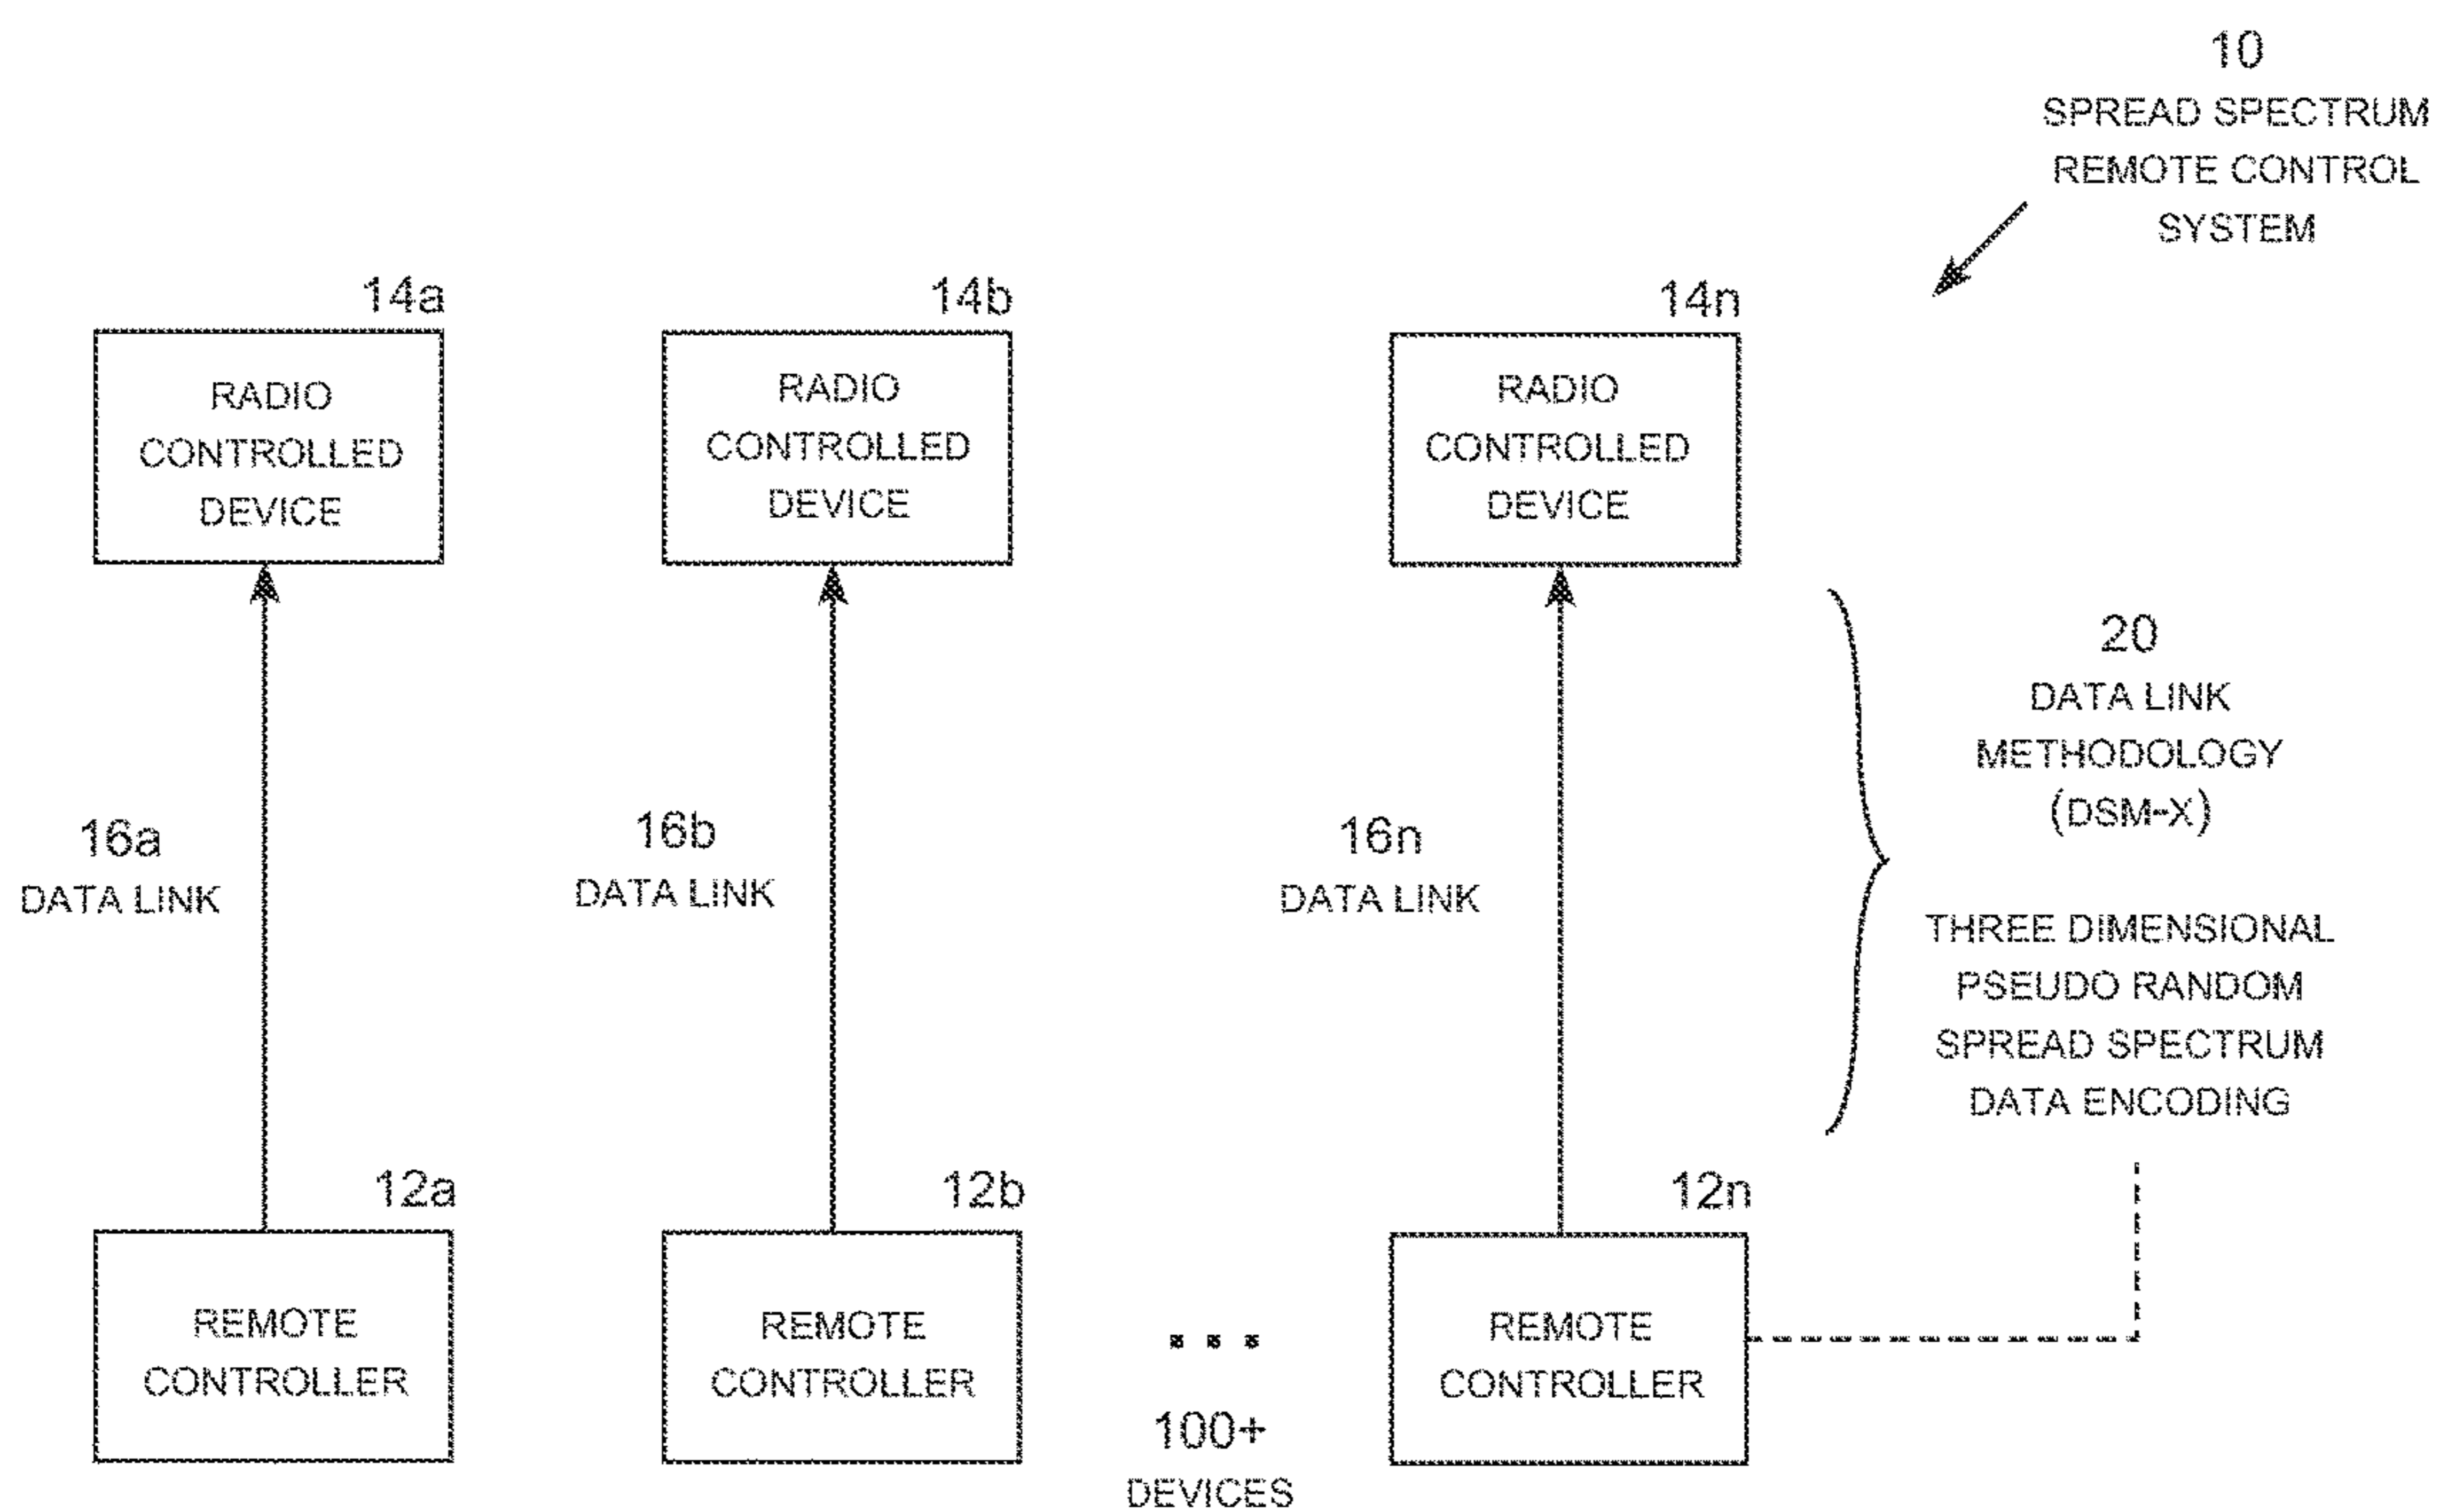 10
SPREAD SPECTRUM
REMOTE CONTROL
SYSTEM
14a
RADIO
CONTROLLED
DEVICE
14b
RADIO
CONTROLLED
DEVICE
14n
RADIO
CONTROLLED
DEVICE
16a
DATA LINK
16b
DATA LINK
16n
DATA LINK
20
DATA LINK
METHODOLOGY
(DSM-X)
THREE DIMENSIONAL
PSEUDO RANDOM
SPREAD SPECTRUM
DATA ENCODING
12a
REMOTE
CONTROLLER
12b
REMOTE
CONTROLLER
...
100+
DEVICES
12n
REMOTE
CONTROLLER